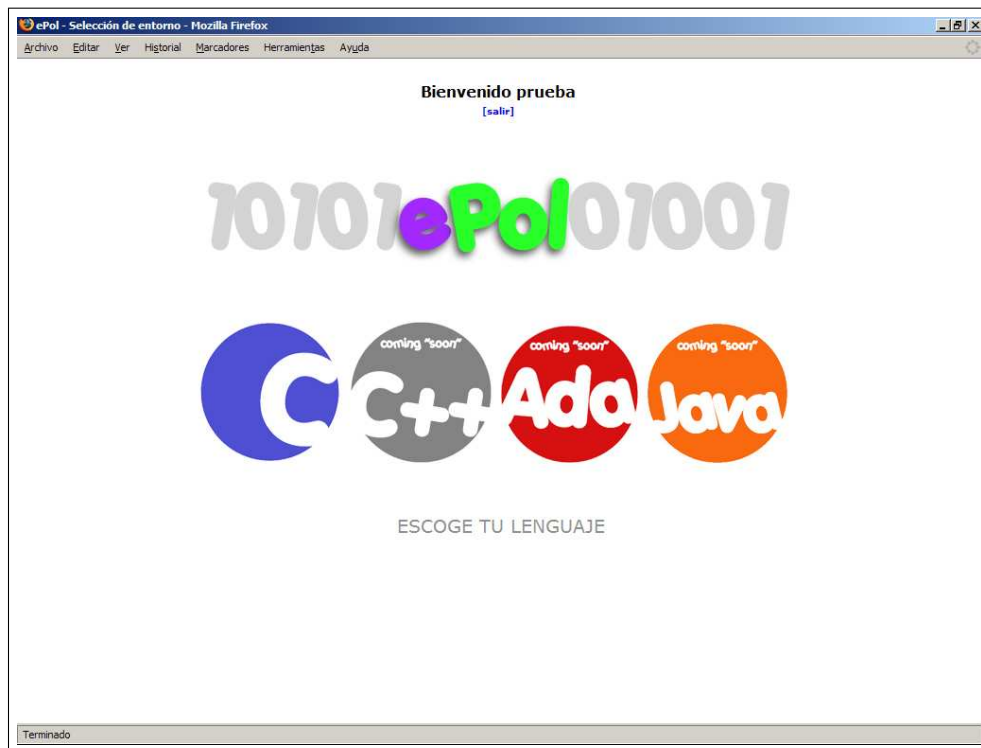 ePol - Selección de entorno - Mozilla Firefox
Archivo Editar Ver Historial Marcadores Herramientas Ayuda
Bienvenido prueba
[salir]
10101ePol01001
C
coming "soon"
C++
coming "soon"
Ada
coming "soon"
Java
ESCOGE TU LENGUAJE
Terminado